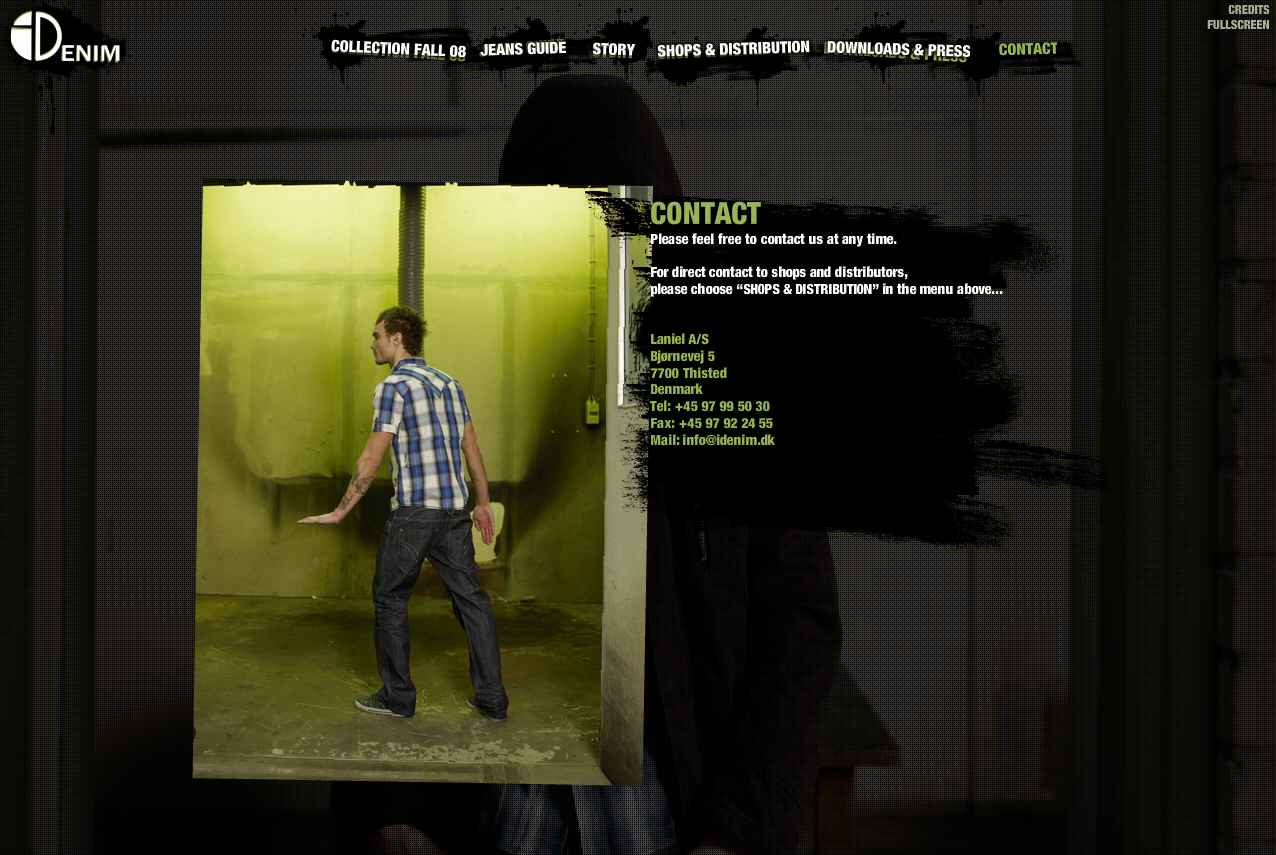 iDENIM
COLLECTION FALL 08
JEANS GUIDE
STORY
SHOPS & DISTRIBUTION
DOWNLOADS & PRESS
CONTACT
CREDITS
FULLSCREEN
CONTACT
Please feel free to contact us at any time.
For direct contact to shops and distributors,
please choose “SHOPS & DISTRIBUTION” in the menu above...
Laniel A/S
Bjørnevej 5
7700 Thisted
Denmark
Tel: +45 97 99 50 30
Fax: +45 97 92 24 55
Mail: info@idenim.dk